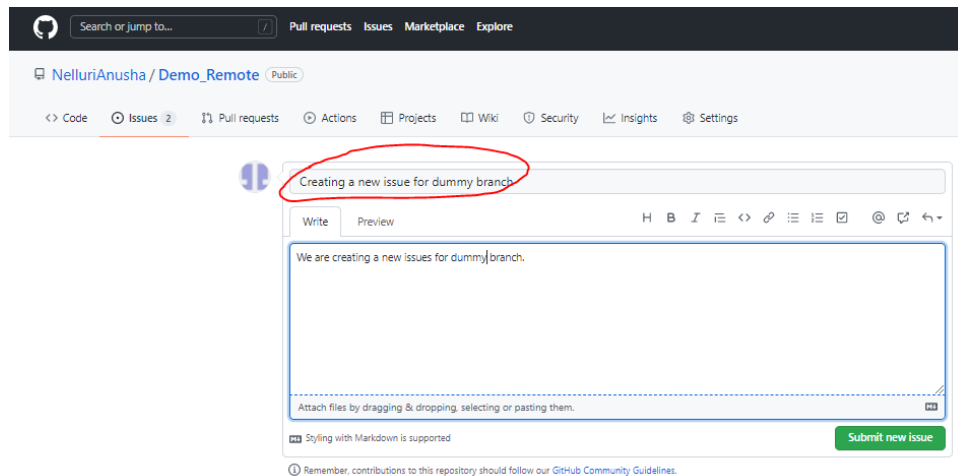 Search or jump to... / Pull requests Issues Marketplace Explore
NelluriAnusha / Demo_Remote Public
<> Code Issues 2 Pull requests Actions Projects Wiki Security Insights Settings
Creating a new issue for dummy branch
Write Preview H B I <> @
We are creating a new issues for dummy branch.
Attach files by dragging & dropping, selecting or pasting them.
Styling with Markdown is supported Submit new issue
Remember, contributions to this repository should follow our GitHub Community Guidelines.